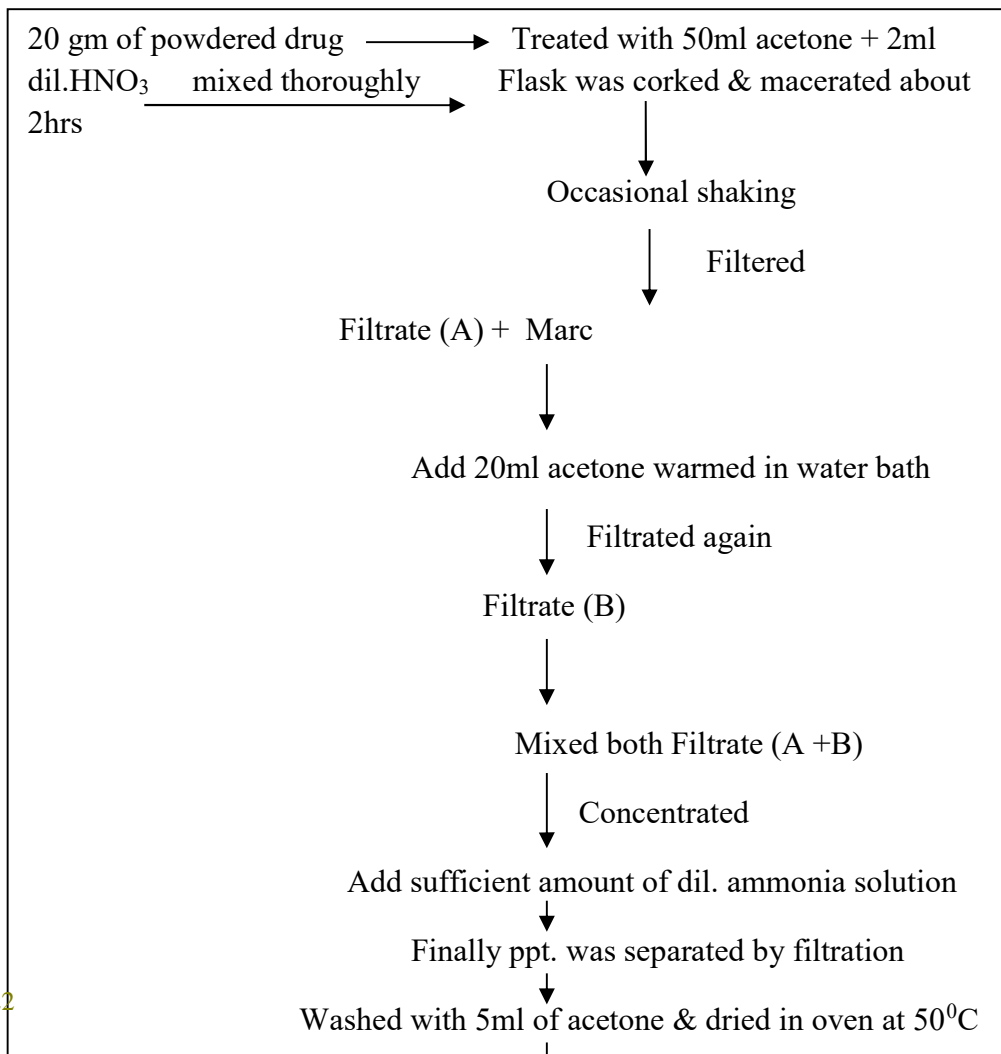 20 gm of powdered drug Treated with 50ml acetone + 2ml
dil.HNO₃ mixed thoroughly Flask was corked & macerated about
2hrs
Occasional shaking
Filtered
Filtrate (A) + Marc
Add 20ml acetone warmed in water bath
Filtrated again
Filtrate (B)
Mixed both Filtrate (A +B)
Concentrated
Add sufficient amount of dil. ammonia solution
Finally ppt. was separated by filtration
2
Washed with 5ml of acetone & dried in oven at 50⁰C